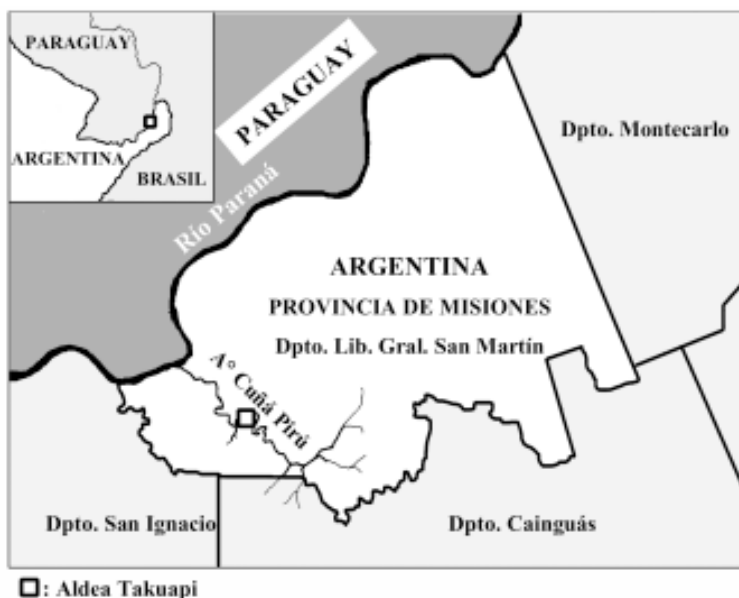 PARAGUAY
ARGENTINA
BRASIL
PARAGUAY
Río Paraná
Dpto. Montecarlo
ARGENTINA
PROVINCIA DE MISIONES
Dpto. Lib. Gral. San Martín
A° Cuñá Pirú
Dpto. San Ignacio
Dpto. Cainguás
: Aldea Takuapi